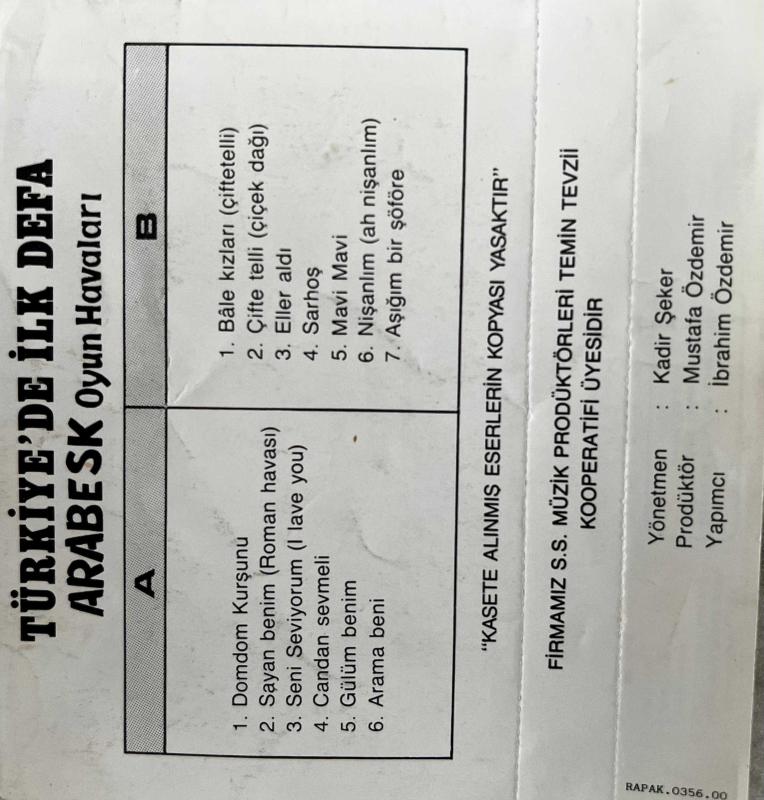 TÜRKİYE'DE İLK DEFA
ARABESK Oyun Havaları
A
1. Domdom Kurşunu
2. Sayan benim (Roman havası)
3. Seni Seviyorum (I lave you)
4. Candan sevmeli
5. Gülüm benim
6. Arama beni
B
1. Bâle kızları (çiftetelli)
2. Çifte telli (çiçek dağı)
3. Eller aldı
4. Sarhoş
5. Mavi Mavi
6. Nişanlım (ah nişanlım)
7. Aşığım bir şöföre
"KASETE ALINMIŞ ESERLERİN KOPYASI YASAKTIR"
FİRMAMIZ S.S. MÜZİK PRODÜKTÖRLERİ TEMİN TEVZİİ
KOOPERATİFİ ÜYESİDİR
Yönetmen : Kadir Şeker
Prodüktör : Mustafa Özdemir
Yapımcı : İbrahim Özdemir
RAPAK.0356.00